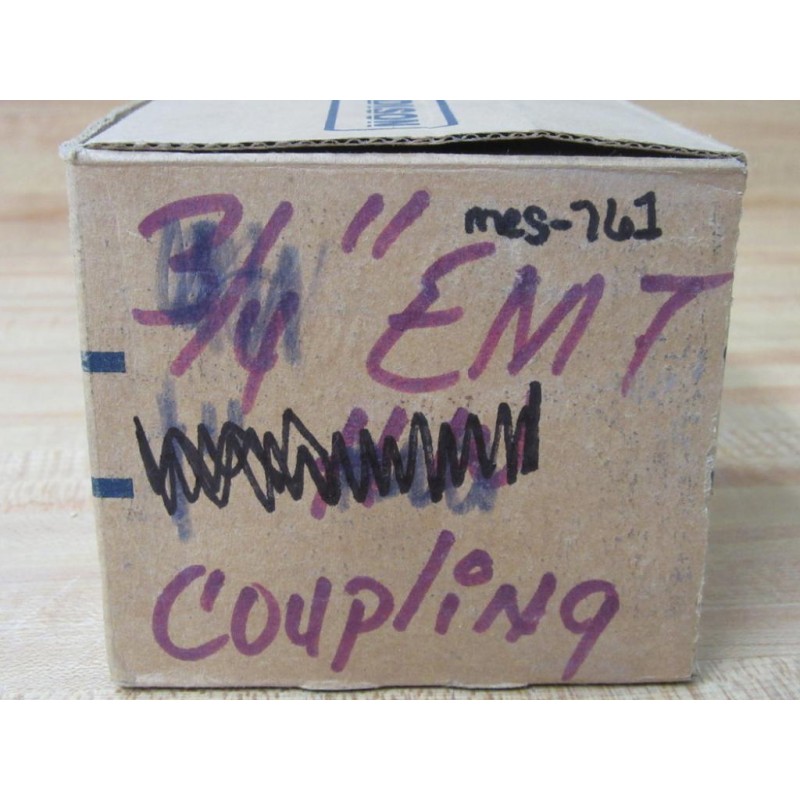 mes-761
3/4" EMT
Coupling